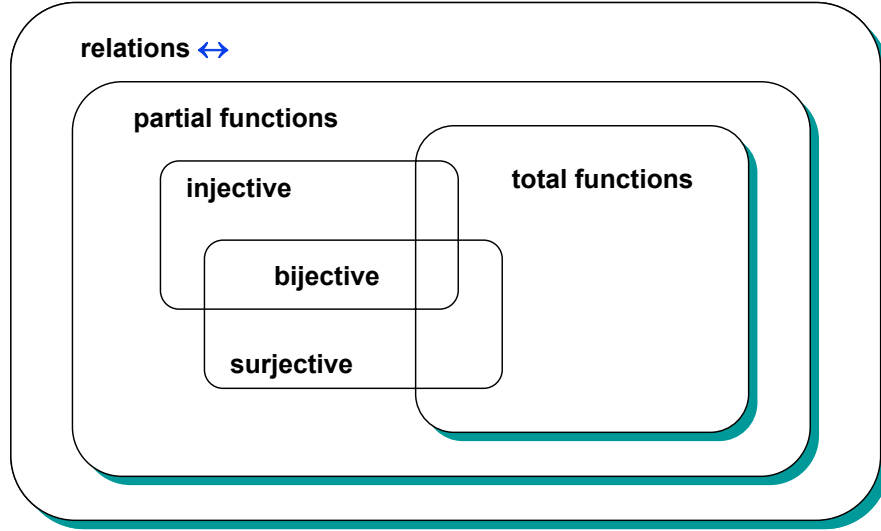 relations ↔
partial functions
injective
total functions
bijective
surjective